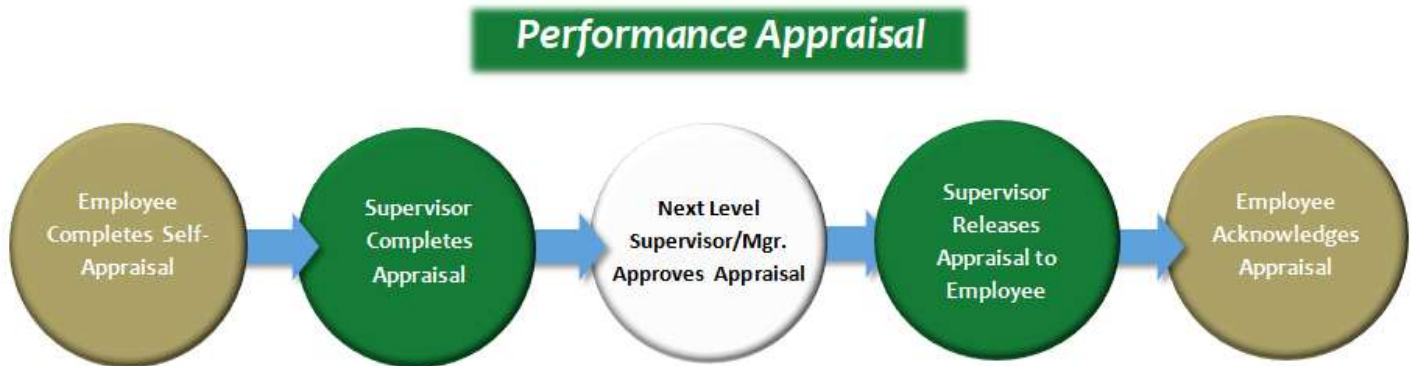 Performance Appraisal
Employee
Completes Self-
Appraisal
Supervisor
Completes
Appraisal
Next Level
Supervisor/Mgr.
Approves Appraisal
Supervisor
Releases
Appraisal to
Employee
Employee
Acknowledges
Appraisal